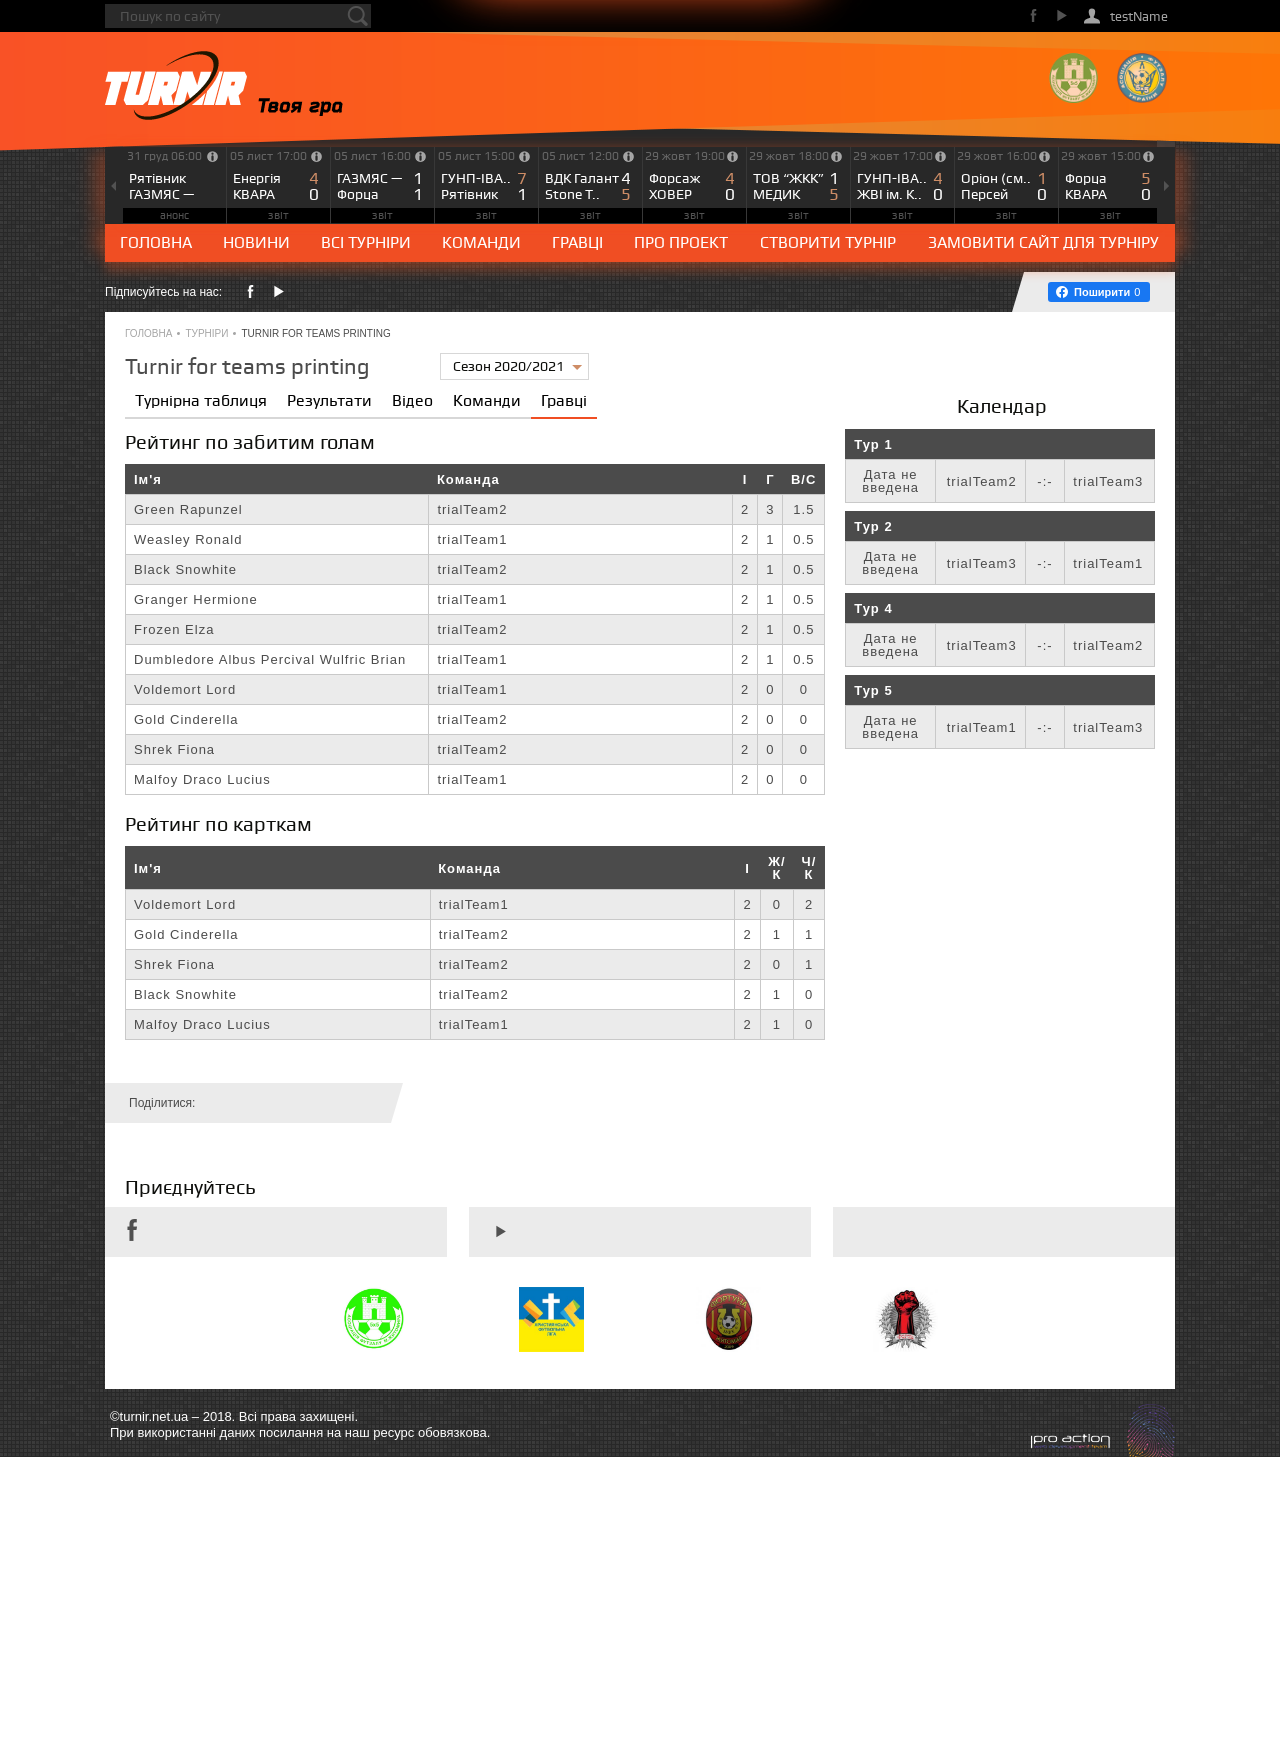 Пошук по сайту
testName
TURNIR Твоя гра
31 груд 06:00
Рятівник
ГАЗМЯС —
анонс
05 лист 17:00
Енергія 4
КВАРА 0
звіт
05 лист 16:00
ГАЗМЯС — 1
Форца 1
звіт
05 лист 15:00
ГУНП-ІВА.. 7
Рятівник 1
звіт
05 лист 12:00
ВДК Галант 4
Stone T.. 5
звіт
29 жовт 19:00
Форсаж 4
ХОВЕР 0
звіт
29 жовт 18:00
ТОВ “ЖКК” 1
МЕДИК 5
звіт
29 жовт 17:00
ГУНП-ІВА.. 4
ЖВІ ім. К.. 0
звіт
29 жовт 16:00
Оріон (см.. 1
Персей 0
звіт
29 жовт 15:00
Форца 5
КВАРА 0
звіт
ГОЛОВНА НОВИНИ ВСІ ТУРНІРИ КОМАНДИ ГРАВЦІ ПРО ПРОЕКТ СТВОРИТИ ТУРНІР ЗАМОВИТИ САЙТ ДЛЯ ТУРНІРУ
Підписуйтесь на нас:
Поширити 0
ГОЛОВНА • ТУРНІРИ • TURNIR FOR TEAMS PRINTING
Turnir for teams printing
Сезон 2020/2021
Турнірна таблиця Результати Відео Команди Гравці
Рейтинг по забитим голам
Ім'я Команда І Г В/С
Green Rapunzel trialTeam2 2 3 1.5
Weasley Ronald trialTeam1 2 1 0.5
Black Snowhite trialTeam2 2 1 0.5
Granger Hermione trialTeam1 2 1 0.5
Frozen Elza trialTeam2 2 1 0.5
Dumbledore Albus Percival Wulfric Brian trialTeam1 2 1 0.5
Voldemort Lord trialTeam1 2 0 0
Gold Cinderella trialTeam2 2 0 0
Shrek Fiona trialTeam2 2 0 0
Malfoy Draco Lucius trialTeam1 2 0 0
Рейтинг по карткам
Ім'я Команда І Ж/К Ч/К
Voldemort Lord trialTeam1 2 0 2
Gold Cinderella trialTeam2 2 1 1
Shrek Fiona trialTeam2 2 0 1
Black Snowhite trialTeam2 2 1 0
Malfoy Draco Lucius trialTeam1 2 1 0
Календар
Тур 1
Дата не введена trialTeam2 -:- trialTeam3
Тур 2
Дата не введена trialTeam3 -:- trialTeam1
Тур 4
Дата не введена trialTeam3 -:- trialTeam2
Тур 5
Дата не введена trialTeam1 -:- trialTeam3
Поділитися:
Приєднуйтесь
ХРИСТИЯНСЬКА
ФУТЗАЛЬНА
ЛІГА
ФОРТУНА
©turnir.net.ua – 2018. Всі права захищені.
При використанні даних посилання на наш ресурс обовязкова.
pro action